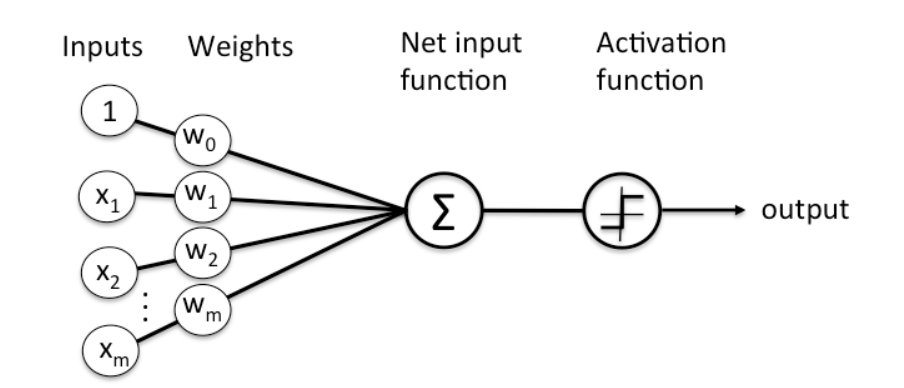 Inputs
Weights
Net input
function
Activation
function
1
w₀
x₁
w₁
x₂
w₂
⋮
xₘ
wₘ
Σ
output